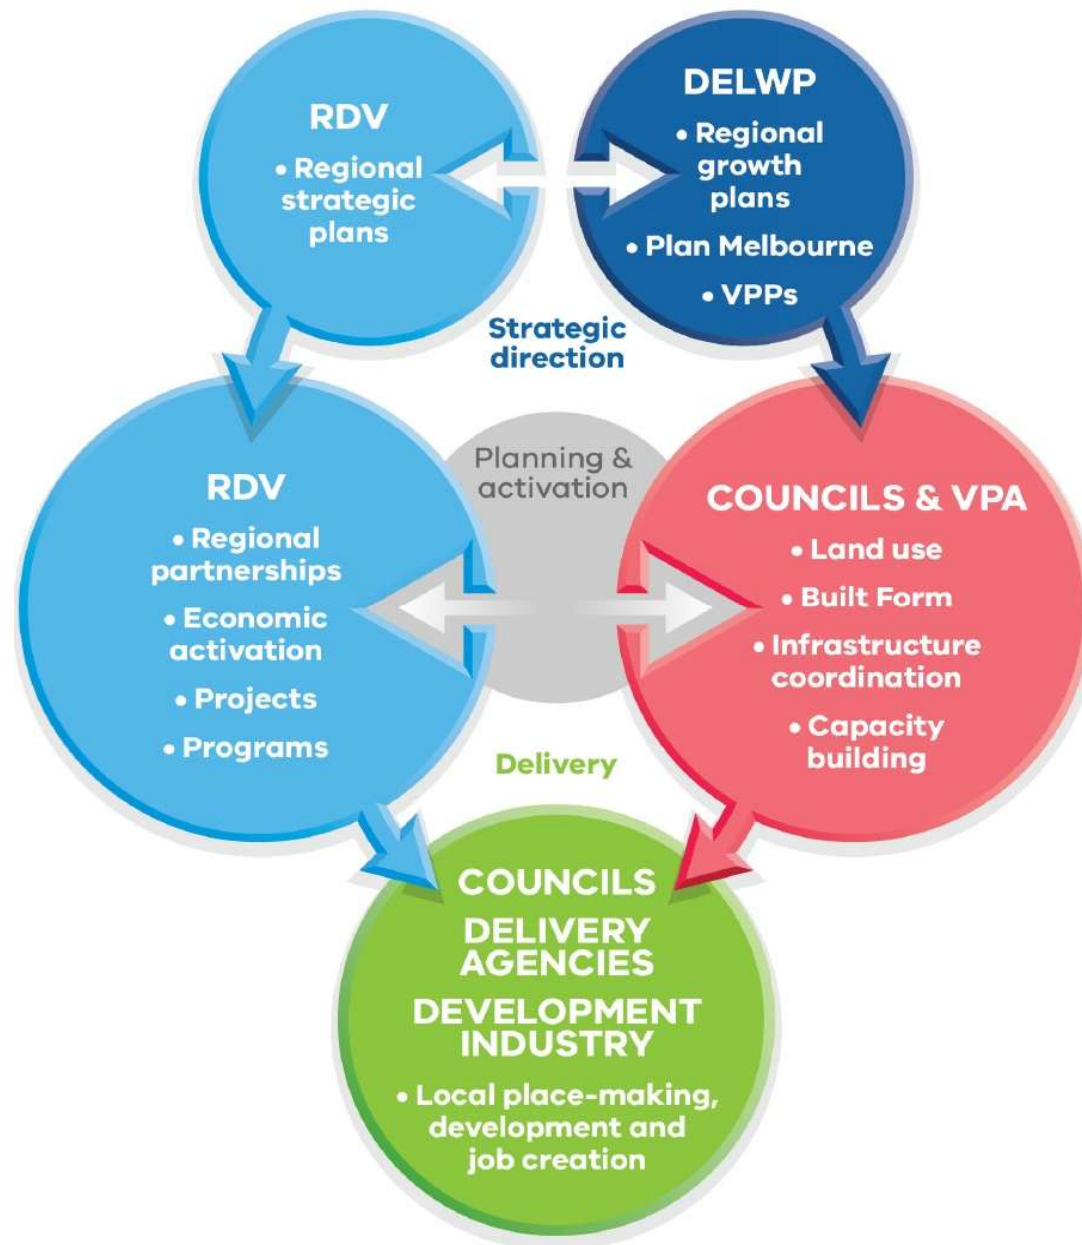 RDV
• Regional
strategic
plans
DELWP
• Regional
growth
plans
• Plan Melbourne
• VPPs
Strategic
direction
Planning &
activation
RDV
• Regional
partnerships
• Economic
activation
• Projects
• Programs
COUNCILS & VPA
• Land use
• Built Form
• Infrastructure
coordination
• Capacity
building
Delivery
COUNCILS
DELIVERY
AGENCIES
DEVELOPMENT
INDUSTRY
• Local place-making,
development and
job creation